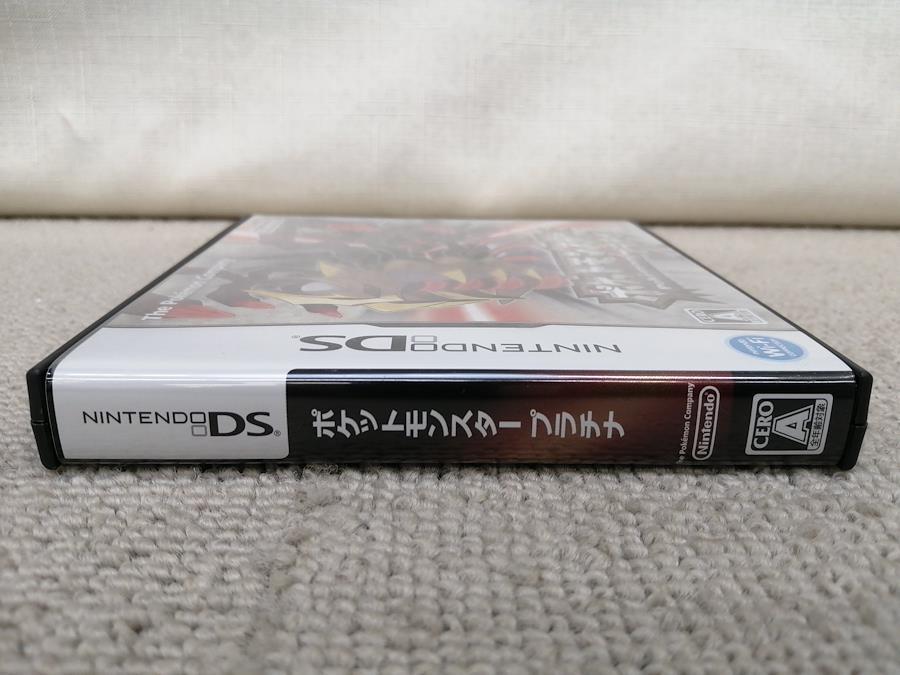 The Pokémon Company
NINTENDO DS
Wi-Fi
A
NINTENDO DS
ポケットモンスター プラチナ
The Pokémon Company
Nintendo
CERO
A
全年齢対象